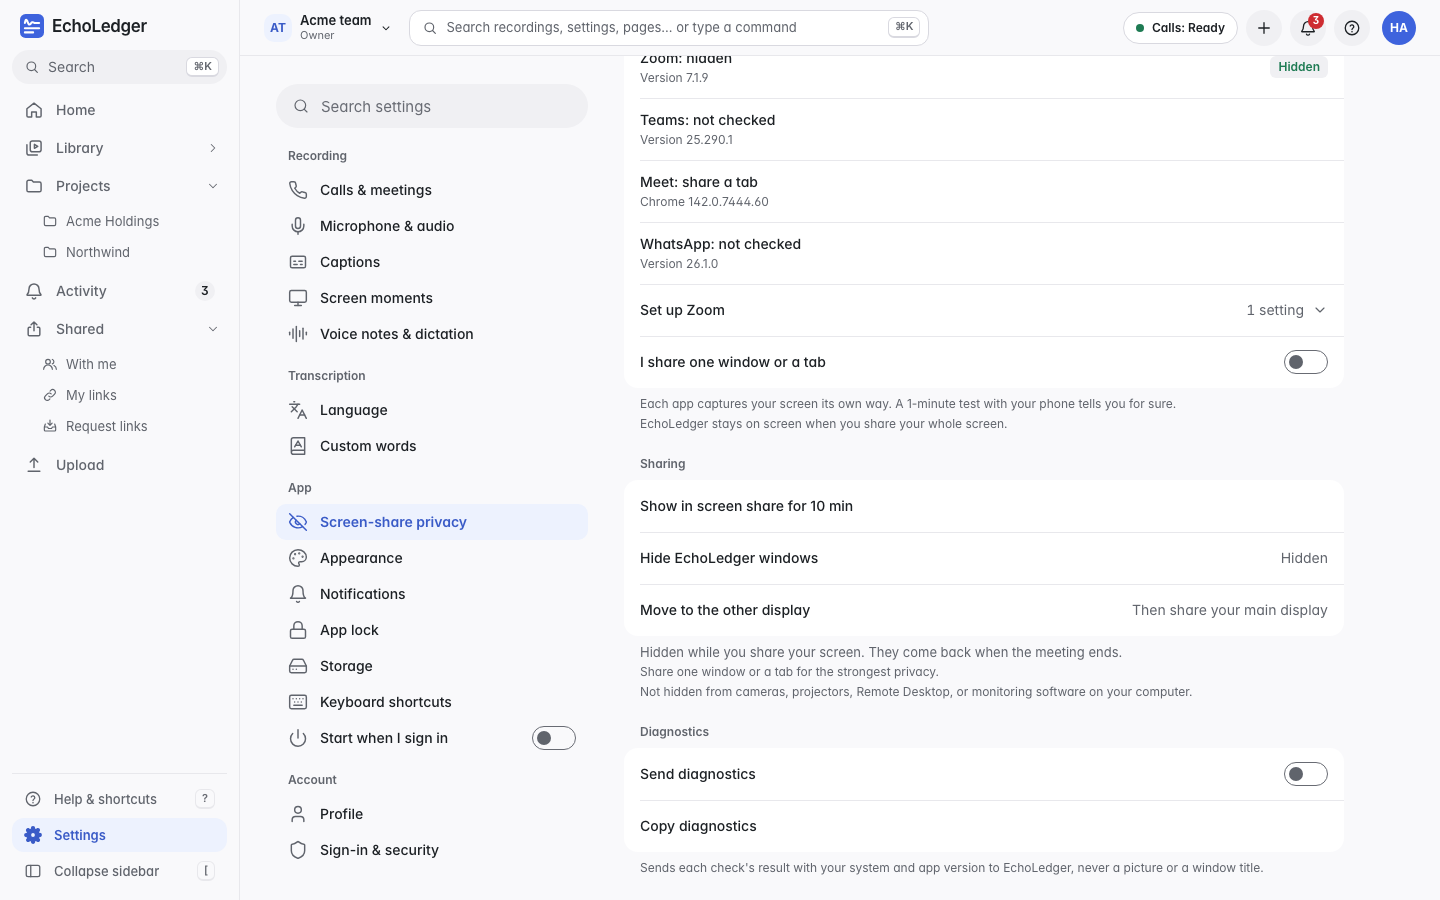 EchoLedger
Search
⌘K
Home
Library
Projects
Acme Holdings
Northwind
Activity
3
Shared
With me
My links
Request links
Upload
Help & shortcuts
?
Settings
Collapse sidebar
[
AT
Acme team
Owner
Search recordings, settings, pages... or type a command
⌘K
Calls: Ready
3
HA
Search settings
Recording
Calls & meetings
Microphone & audio
Captions
Screen moments
Voice notes & dictation
Transcription
Language
Custom words
App
Screen-share privacy
Appearance
Notifications
App lock
Storage
Keyboard shortcuts
Start when I sign in
Account
Profile
Sign-in & security
Zoom: hidden
Version 7.1.9
Hidden
Teams: not checked
Version 25.290.1
Meet: share a tab
Chrome 142.0.7444.60
WhatsApp: not checked
Version 26.1.0
Set up Zoom
1 setting
I share one window or a tab
Each app captures your screen its own way. A 1-minute test with your phone tells you for sure.
EchoLedger stays on screen when you share your whole screen.
Sharing
Show in screen share for 10 min
Hide EchoLedger windows
Hidden
Move to the other display
Then share your main display
Hidden while you share your screen. They come back when the meeting ends.
Share one window or a tab for the strongest privacy.
Not hidden from cameras, projectors, Remote Desktop, or monitoring software on your computer.
Diagnostics
Send diagnostics
Copy diagnostics
Sends each check's result with your system and app version to EchoLedger, never a picture or a window title.